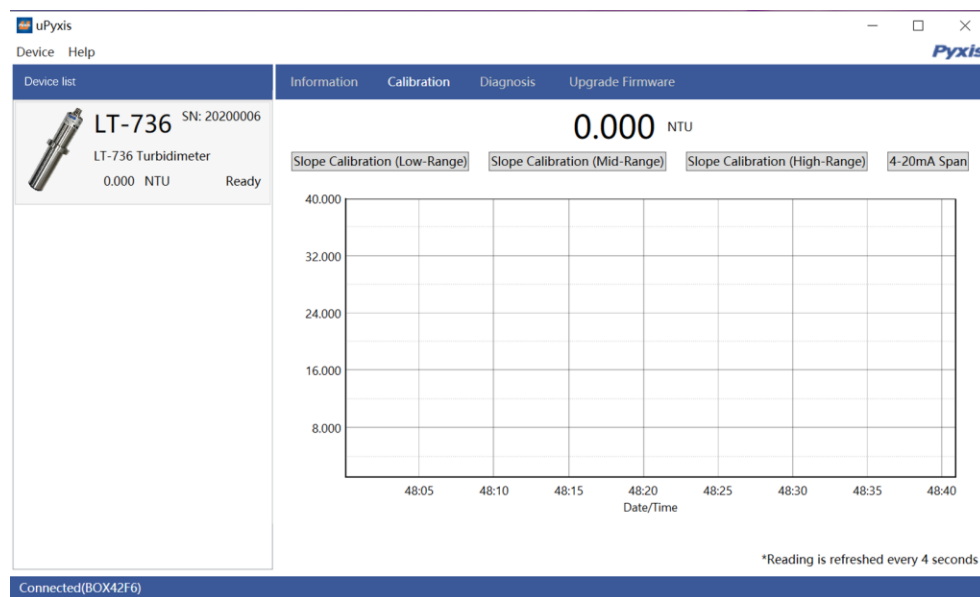 uPyxis
Device Help
Pyxis
Device list
Information Calibration Diagnosis Upgrade Firmware
LT-736 SN: 20200006
LT-736 Turbidimeter
0.000 NTU Ready
0.000 NTU
Slope Calibration (Low-Range) Slope Calibration (Mid-Range) Slope Calibration (High-Range) 4-20mA Span
40.000
32.000
24.000
16.000
8.000
48:05 48:10 48:15 48:20 48:25 48:30 48:35 48:40
Date/Time
*Reading is refreshed every 4 seconds
Connected(BOX42F6)